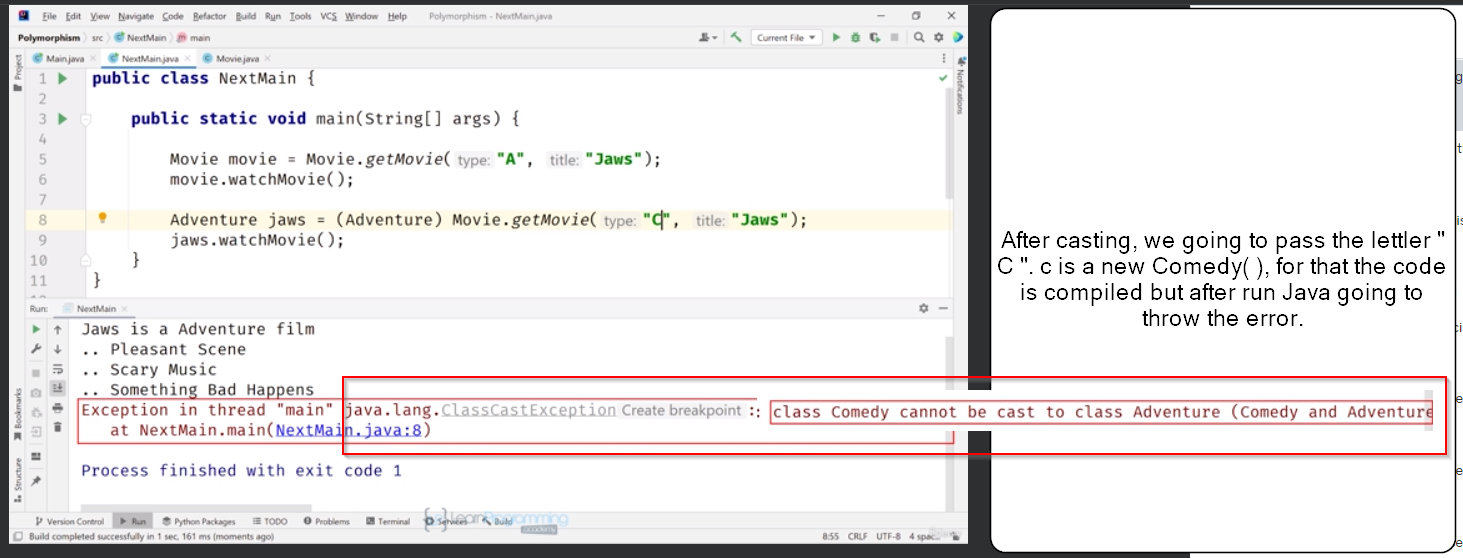 File Edit View Navigate Code Refactor Build Run Tools VCS Window Help Polymorphism - NextMain.java
Polymorphism src NextMain main Current File
Main.java NextMain.java Movie.java
Project
Notifications
1 public class NextMain {
2
3 public static void main(String[] args) {
4
5 Movie movie = Movie.getMovie( type: "A", title: "Jaws");
6 movie.watchMovie();
7
8 Adventure jaws = (Adventure) Movie.getMovie( type: "C", title: "Jaws");
9 jaws.watchMovie();
10 }
11 }
Run: NextMain
Jaws is a Adventure film
.. Pleasant Scene
.. Scary Music
.. Something Bad Happens
Exception in thread "main" java.lang.ClassCastException Create breakpoint :: class Comedy cannot be cast to class Adventure (Comedy and Adventure
at NextMain.main(NextMain.java:8)
Process finished with exit code 1
Bookmarks
Structure
Version Control Run Python Packages TODO Problems Terminal Services Build
Build completed successfully in 1 sec, 161 ms (moments ago) 8:55 CRLF UTF-8 4
After casting, we going to pass the lettler "
C ". c is a new Comedy( ), for that the code
is compiled but after run Java going to
throw the error.